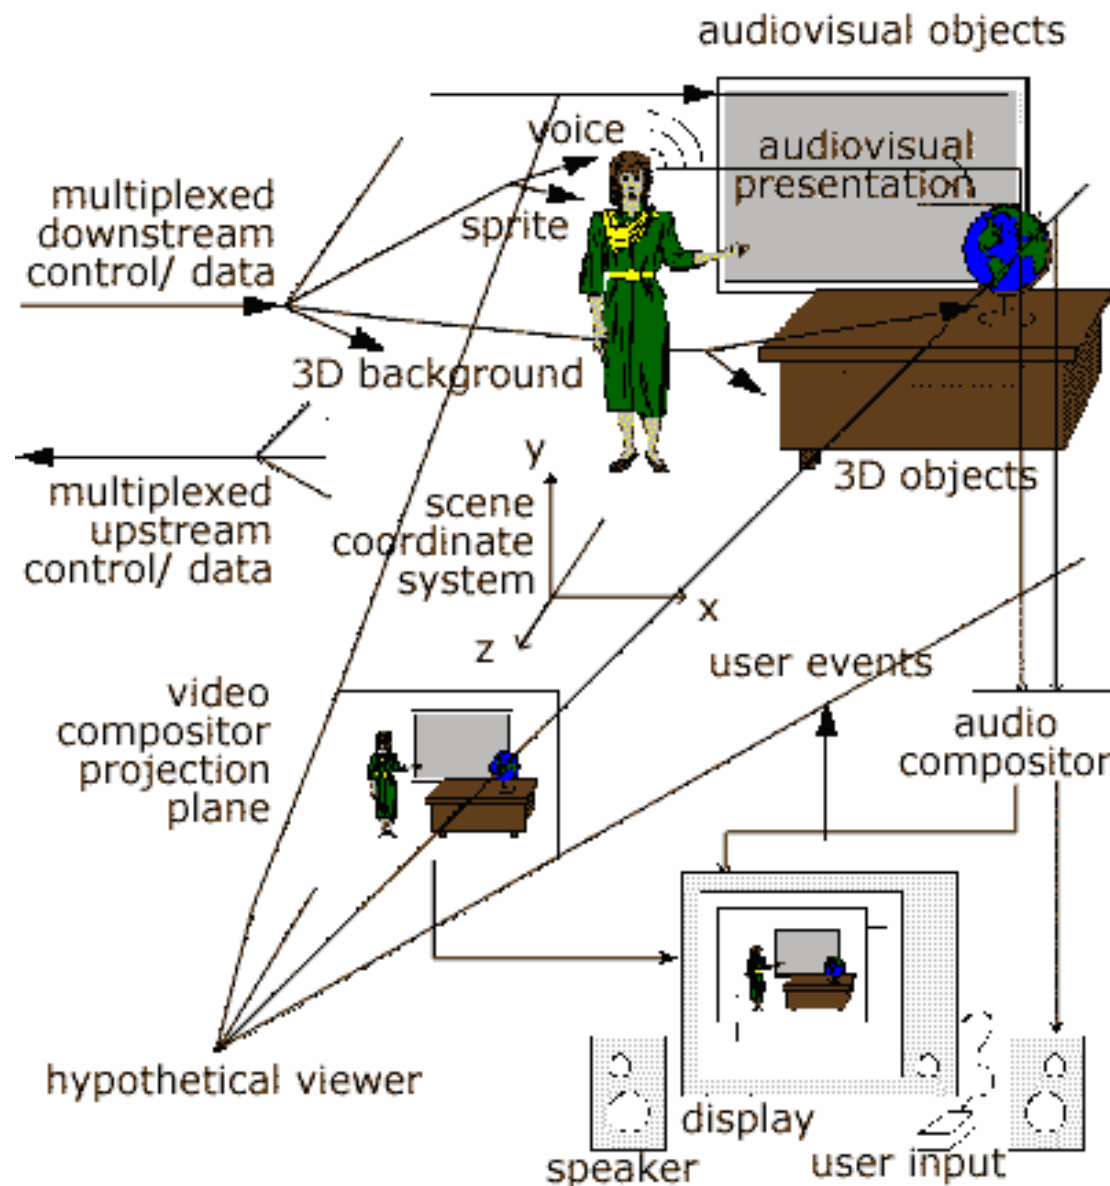 audiovisual objects
voice
audiovisual
presentation
multiplexed
downstream
control/ data
sprite
3D background
3D objects
multiplexed
upstream
control/ data
y
scene
coordinate
system
x
z
user events
video
compositor
projection
plane
audio
compositor
hypothetical viewer
display
speaker
user input